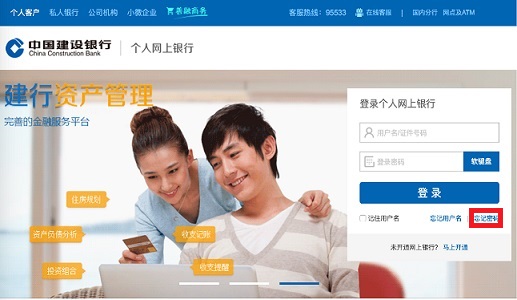 个人客户 私人银行 公司机构 小微企业 善融商务 客户热线：95533 在线客服 | 国内分行 网点及ATM
中国建设银行 | 个人网上银行
China Construction Bank
建行资产管理
完善的金融服务平台
住房规划
资产负债分析
收支记账
投资组合
收支提醒
登录个人网上银行
用户名/证件号码
登录密码 软键盘
登录
记住用户名 忘记用户名 | 忘记密码
未开通网上银行？ 马上开通